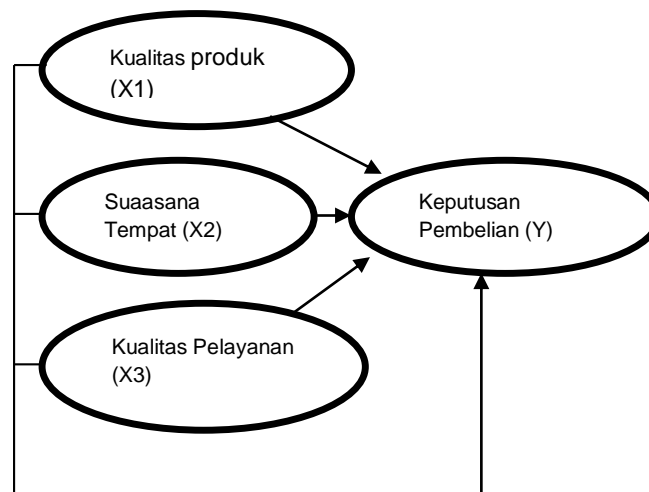 Kualitas produk
(X1)
Suaasana
Tempat (X2)
Keputusan
Pembelian (Y)
Kualitas Pelayanan
(X3)